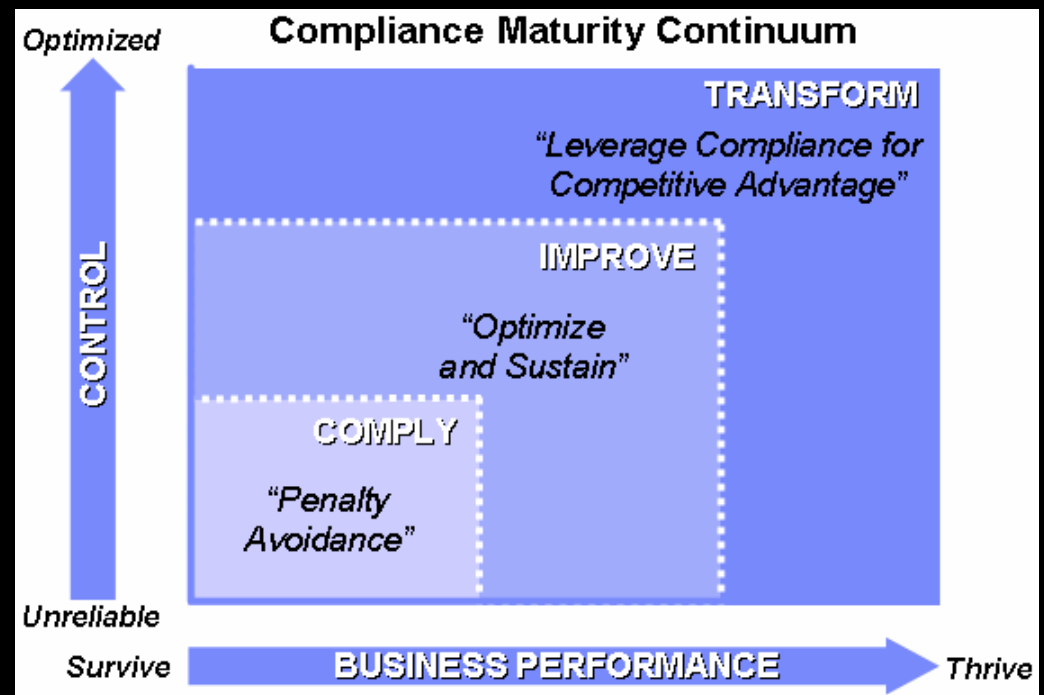 Compliance Maturity Continuum
Optimized
TRANSFORM
“Leverage Compliance for
Competitive Advantage”
IMPROVE
CONTROL
“Optimize
and Sustain”
COMPLY
“Penalty
Avoidance”
Unreliable
Survive
BUSINESS PERFORMANCE
Thrive